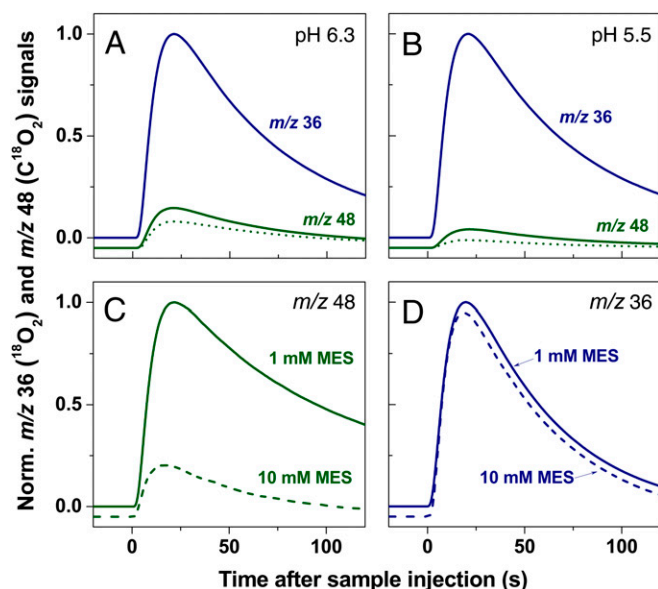 Norm. m/z 36 (¹⁸O₂) and m/z 48 (C¹⁸O₂) signals
A
pH 6.3
m/z 36
m/z 48
1.0
0.5
0.0
B
pH 5.5
m/z 36
m/z 48
C
m/z 48
1 mM MES
10 mM MES
1.0
0.5
0.0
0
50
100
D
m/z 36
1 mM MES
10 mM MES
0
50
100
Time after sample injection (s)